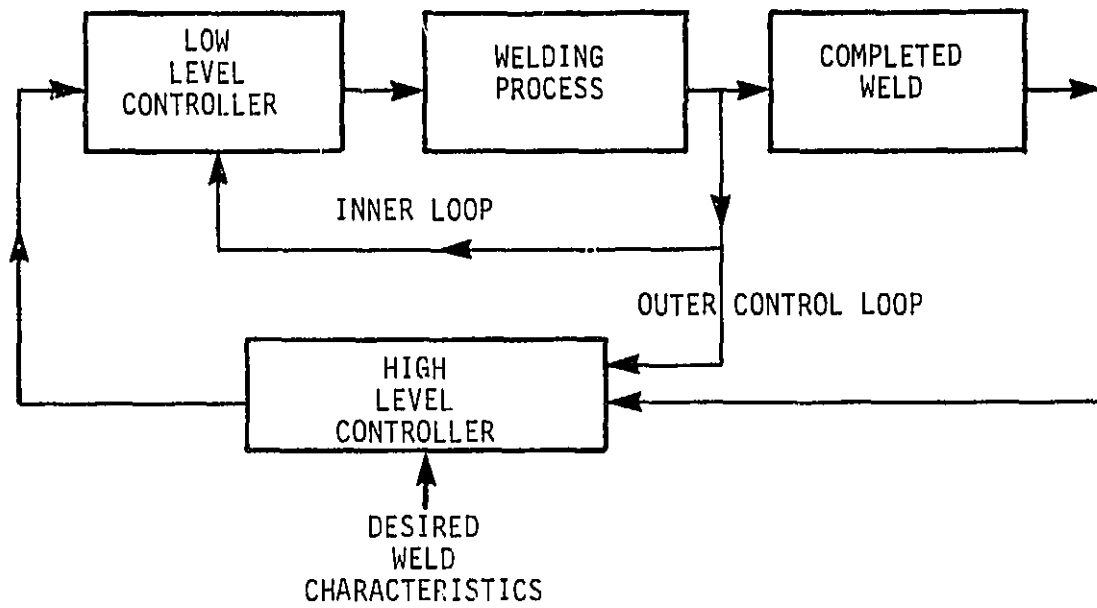 LOW
LEVEL
CONTROLLER
WELDING
PROCESS
COMPLETED
WELD
INNER LOOP
OUTER CONTROL LOOP
HIGH
LEVEL
CONTROLLER
DESIRED
WELD
CHARACTERISTICS